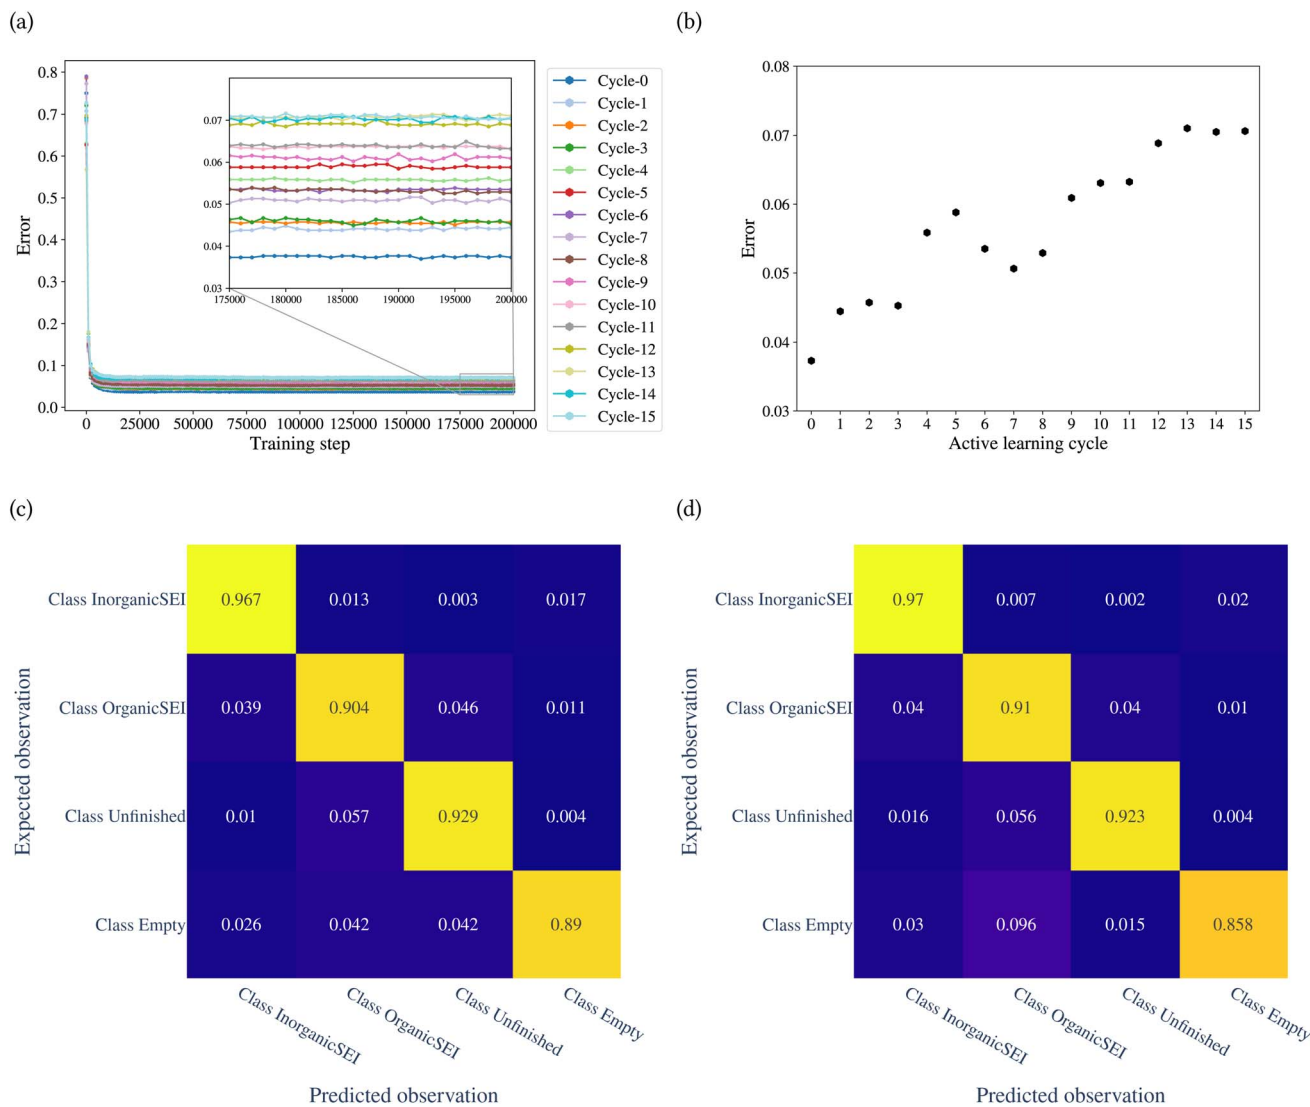 (a)
0.8
0.7
0.6
0.5
0.4
0.3
0.2
0.1
0.0
Error
0 25000 50000 75000 100000 125000 150000 175000 200000
Training step
0.07
0.06
0.05
0.04
0.03
175000 180000 185000 190000 195000 200000
Cycle-0
Cycle-1
Cycle-2
Cycle-3
Cycle-4
Cycle-5
Cycle-6
Cycle-7
Cycle-8
Cycle-9
Cycle-10
Cycle-11
Cycle-12
Cycle-13
Cycle-14
Cycle-15
(b)
0.08
0.07
0.06
0.05
0.04
0.03
Error
0 1 2 3 4 5 6 7 8 9 10 11 12 13 14 15
Active learning cycle
(c)
Expected observation
Class InorganicSEI 0.967 0.013 0.003 0.017
Class OrganicSEI 0.039 0.904 0.046 0.011
Class Unfinished 0.01 0.057 0.929 0.004
Class Empty 0.026 0.042 0.042 0.89
Class InorganicSEI
Class OrganicSEI
Class Unfinished
Class Empty
Predicted observation
(d)
Expected observation
Class InorganicSEI 0.97 0.007 0.002 0.02
Class OrganicSEI 0.04 0.91 0.04 0.01
Class Unfinished 0.016 0.056 0.923 0.004
Class Empty 0.03 0.096 0.015 0.858
Class InorganicSEI
Class OrganicSEI
Class Unfinished
Class Empty
Predicted observation